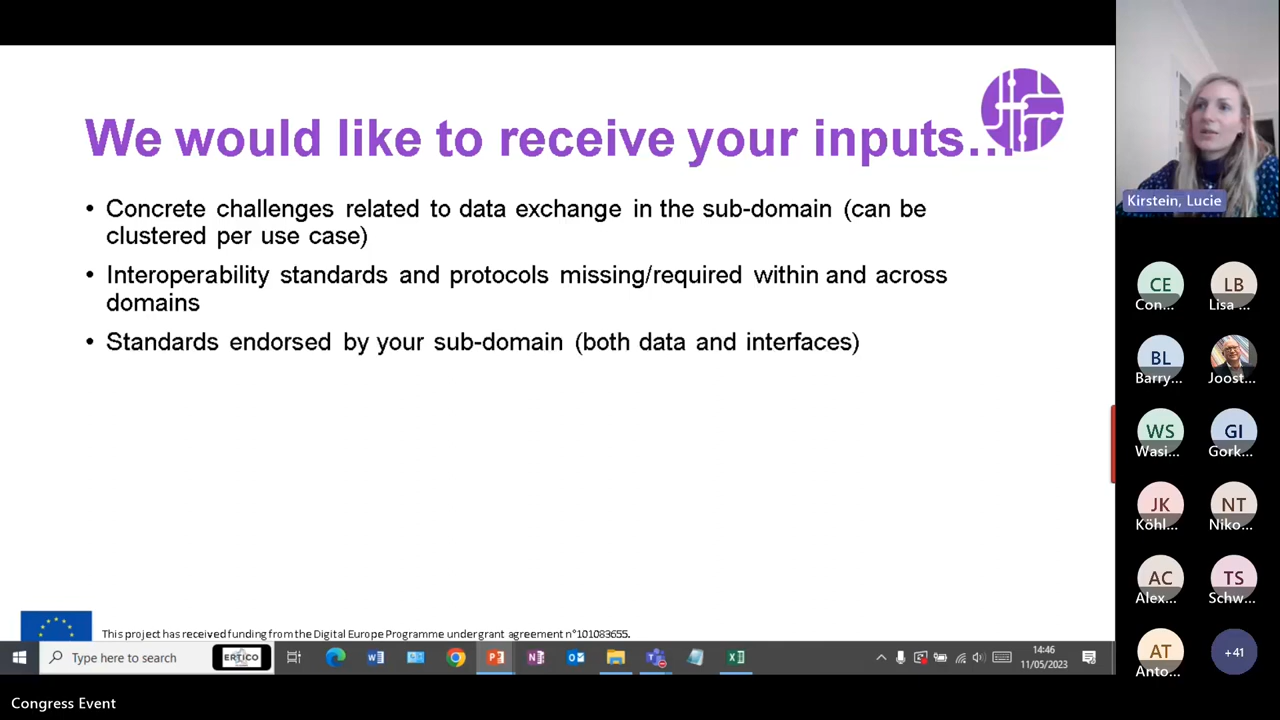 We would like to receive your inputs...
• Concrete challenges related to data exchange in the sub-domain (can be
clustered per use case)
• Interoperability standards and protocols missing/required within and across
domains
• Standards endorsed by your sub-domain (both data and interfaces)
This project has received funding from the Digital Europe Programme under grant agreement n°101083655.
Type here to search
ERTICO
14:46
11/05/2023
Congress Event
Kirstein, Lucie
CE
Con...
LB
Lisa ...
BL
Barry...
Joost...
WS
Wasi...
GI
Gork...
JK
Köhl...
NT
Niko...
AC
Alex...
TS
Schw...
AT
Anto...
+41